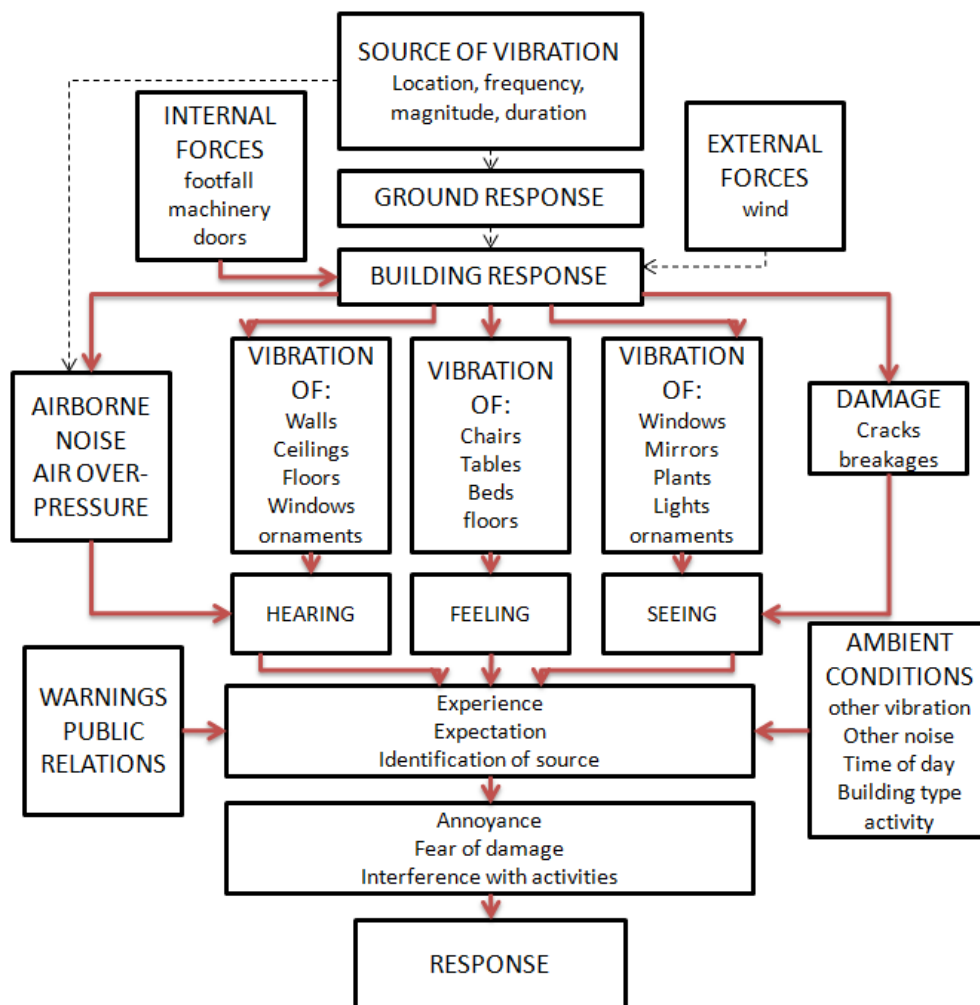 SOURCE OF VIBRATION
Location, frequency,
magnitude, duration
INTERNAL
FORCES
footfall
machinery
doors
EXTERNAL
FORCES
wind
GROUND RESPONSE
BUILDING RESPONSE
AIRBORNE
NOISE
AIR OVER-
PRESSURE
VIBRATION
OF:
Walls
Ceilings
Floors
Windows
ornaments
VIBRATION
OF:
Chairs
Tables
Beds
floors
VIBRATION
OF:
Windows
Mirrors
Plants
Lights
ornaments
DAMAGE
Cracks
breakages
HEARING
FEELING
SEEING
WARNINGS
PUBLIC
RELATIONS
Experience
Expectation
Identification of source
AMBIENT
CONDITIONS
other vibration
Other noise
Time of day
Building type
activity
Annoyance
Fear of damage
Interference with activities
RESPONSE